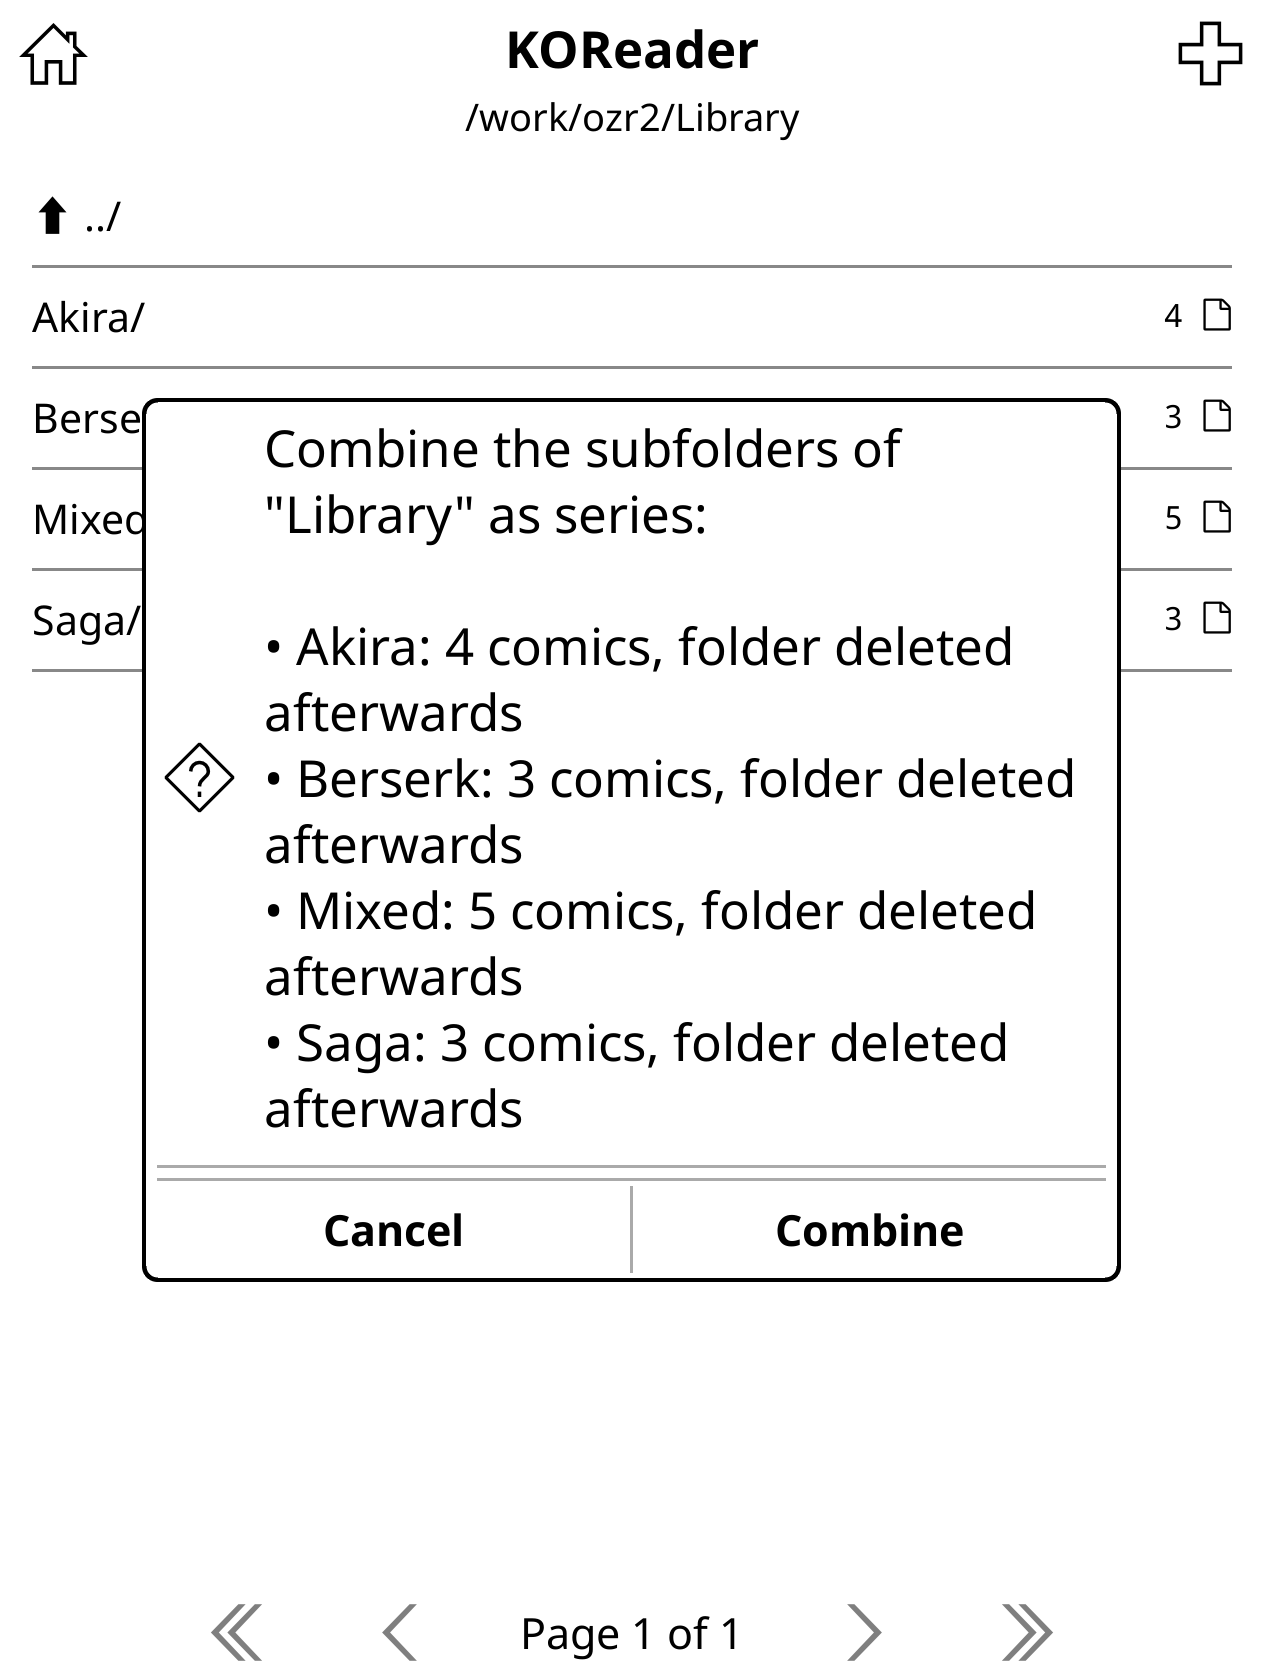 KOReader
/work/ozr2/Library
../
Akira/
4
Berse
3
Mixed
5
Saga/
3
Combine the subfolders of
"Library" as series:
• Akira: 4 comics, folder deleted
afterwards
• Berserk: 3 comics, folder deleted
afterwards
• Mixed: 5 comics, folder deleted
afterwards
• Saga: 3 comics, folder deleted
afterwards
Cancel
Combine
Page 1 of 1